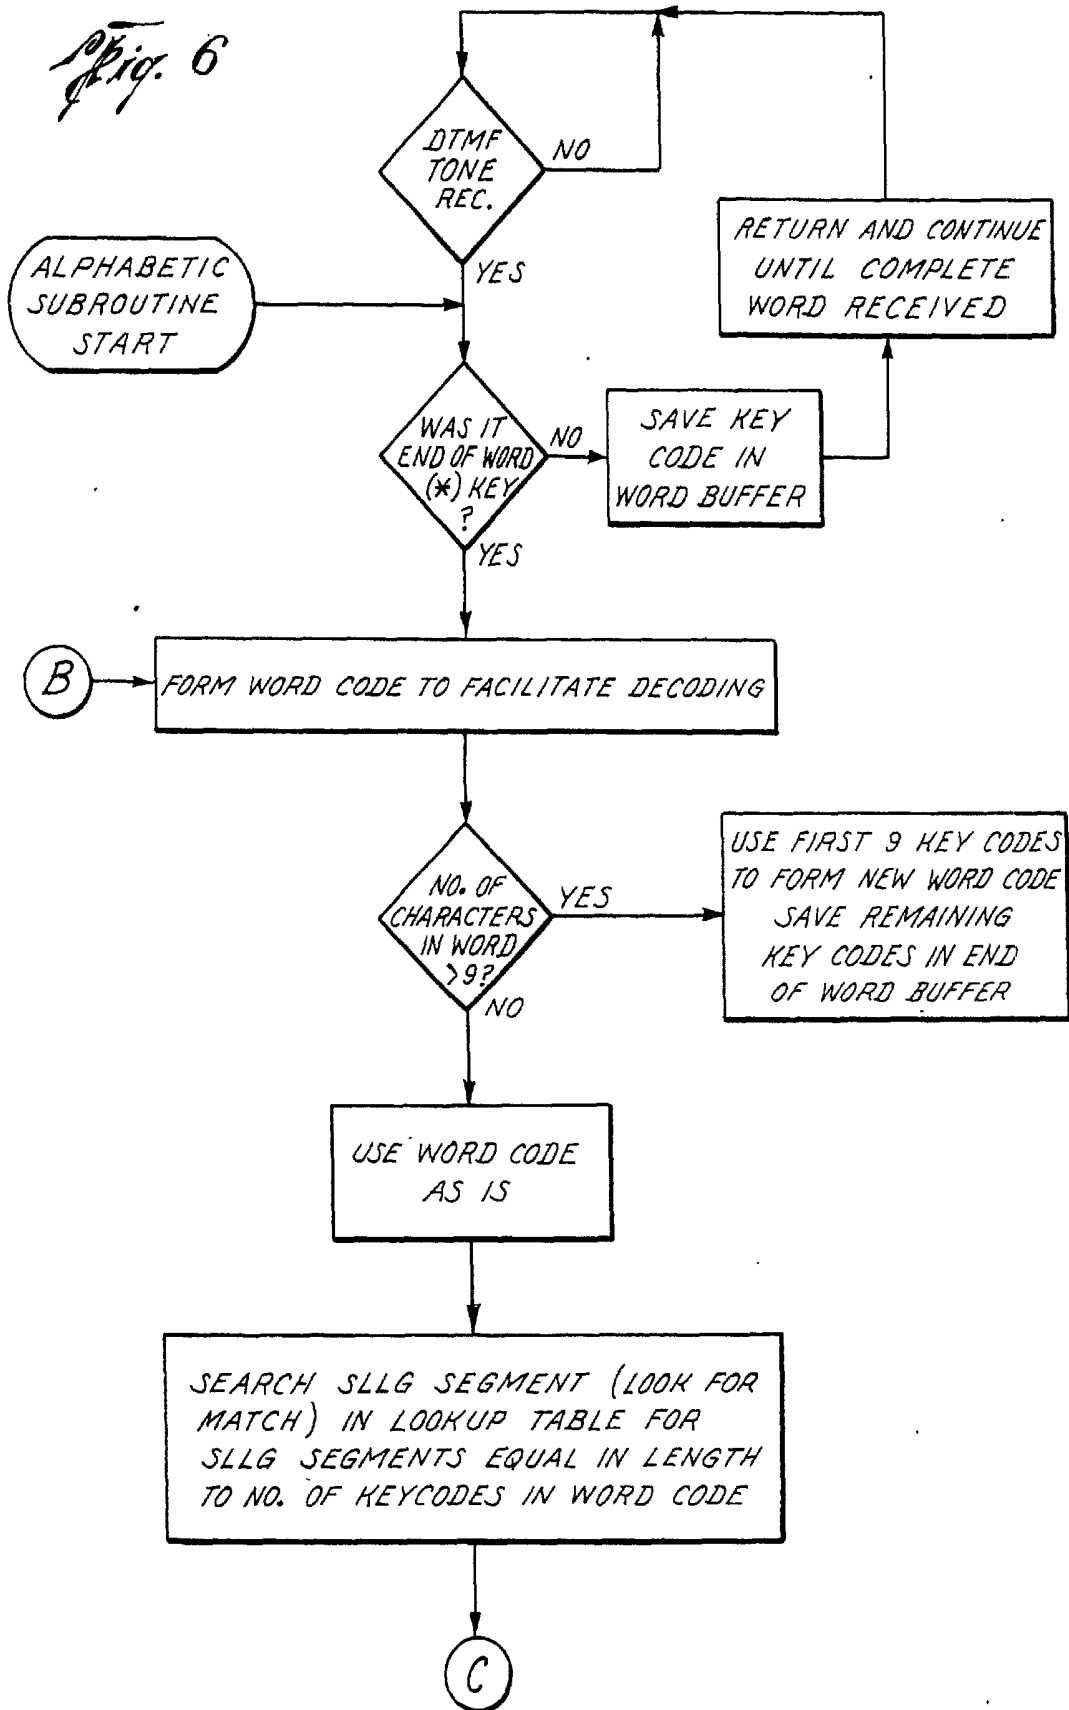 Fig. 6
DTMF
TONE
REC.
NO
YES
RETURN AND CONTINUE
UNTIL COMPLETE
WORD RECEIVED
ALPHABETIC
SUBROUTINE
START
WAS IT
END OF WORD
(*) KEY
?
NO
YES
SAVE KEY
CODE IN
WORD BUFFER
B
FORM WORD CODE TO FACILITATE DECODING
NO. OF
CHARACTERS
IN WORD
>9?
YES
NO
USE FIRST 9 KEY CODES
TO FORM NEW WORD CODE
SAVE REMAINING
KEY CODES IN END
OF WORD BUFFER
USE WORD CODE
AS IS
SEARCH SLLG SEGMENT (LOOK FOR
MATCH) IN LOOKUP TABLE FOR
SLLG SEGMENTS EQUAL IN LENGTH
TO NO. OF KEYCODES IN WORD CODE
C